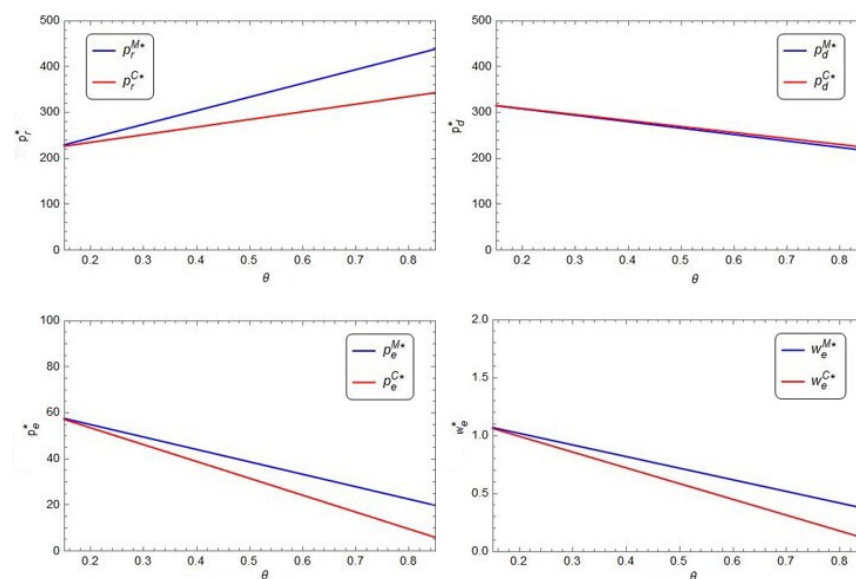 500
400
300
200
100
0
p_r^*
p_r^{M⋆}
p_r^{C⋆}
0.2 0.3 0.4 0.5 0.6 0.7 0.8
θ
500
400
300
200
100
0
p_d^*
p_d^{M⋆}
p_d^{C⋆}
0.2 0.3 0.4 0.5 0.6 0.7 0.8
θ
100
80
60
40
20
0
p_e^*
p_e^{M⋆}
p_e^{C⋆}
0.2 0.3 0.4 0.5 0.6 0.7 0.8
θ
2.0
1.5
1.0
0.5
0.0
w_e^*
w_e^{M⋆}
w_e^{C⋆}
0.2 0.3 0.4 0.5 0.6 0.7 0.8
θ